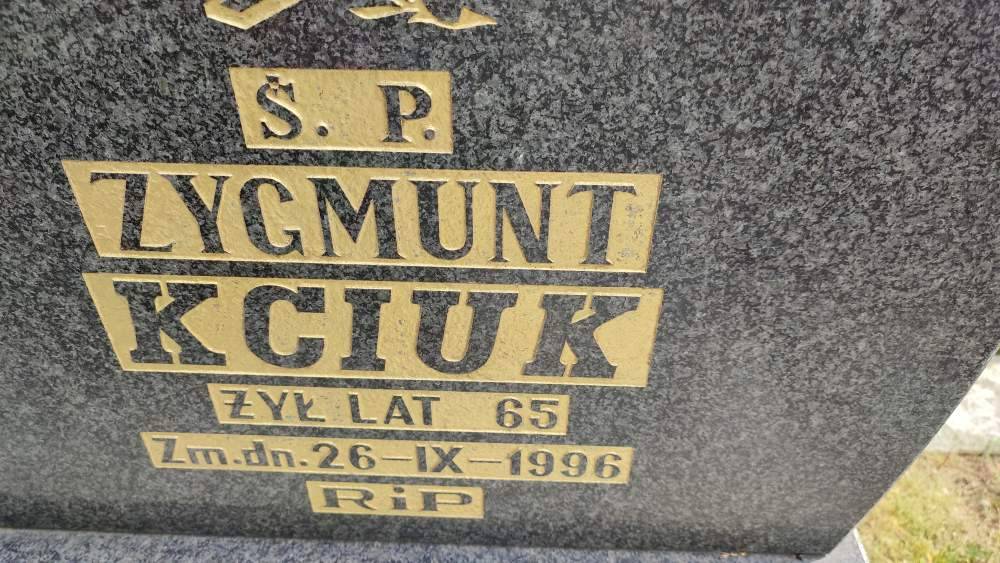 Ś. P.
ZYGMUNT
KCIUK
ŻYŁ LAT 65
Zm.dn.26-IX-1996
RiP